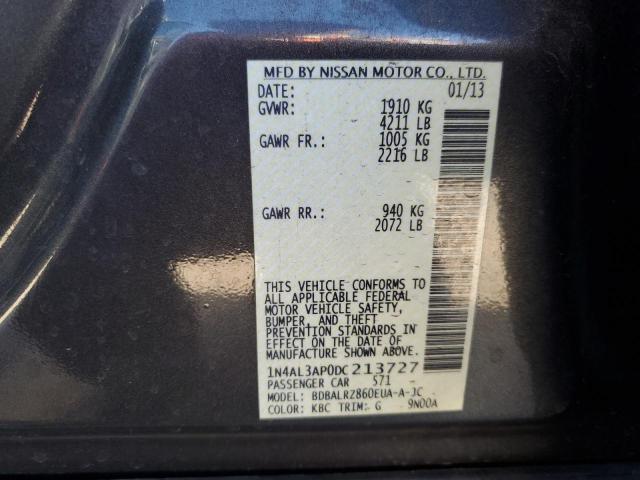 MFD BY NISSAN MOTOR CO., LTD.
DATE: 01/13
GVWR: 1910 KG
4211 LB
GAWR FR.: 1005 KG
2216 LB
GAWR RR.: 940 KG
2072 LB
THIS VEHICLE CONFORMS TO
ALL APPLICABLE FEDERAL
MOTOR VEHICLE SAFETY,
BUMPER, AND THEFT
PREVENTION STANDARDS IN
EFFECT ON THE DATE OF
MANUFACTURE SHOWN ABOVE.
1N4AL3AP0DC213727
PASSENGER CAR 571
MODEL: BDBALRZ860EUA-A-JC
COLOR: KBC TRIM: G 9N00A